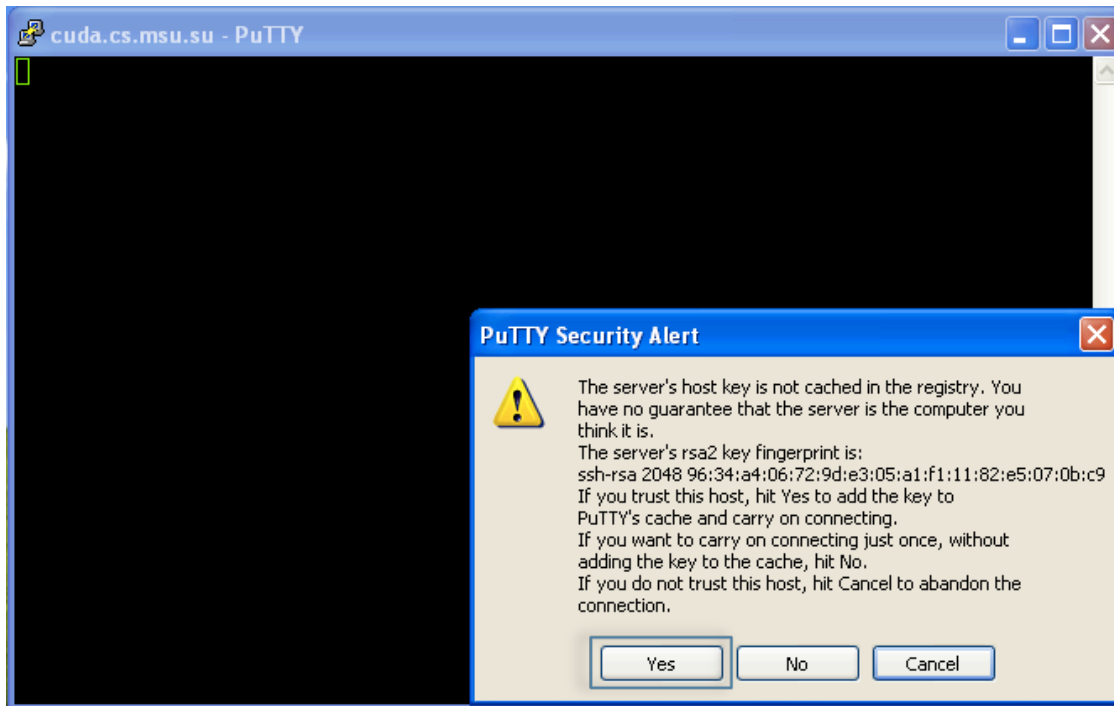 cuda.cs.msu.su - PuTTY
PuTTY Security Alert
The server's host key is not cached in the registry. You
have no guarantee that the server is the computer you
think it is.
The server's rsa2 key fingerprint is:
ssh-rsa 2048 96:34:a4:06:72:9d:e3:05:a1:f1:11:82:e5:07:0b:c9
If you trust this host, hit Yes to add the key to
PuTTY's cache and carry on connecting.
If you want to carry on connecting just once, without
adding the key to the cache, hit No.
If you do not trust this host, hit Cancel to abandon the
connection.
Yes No Cancel